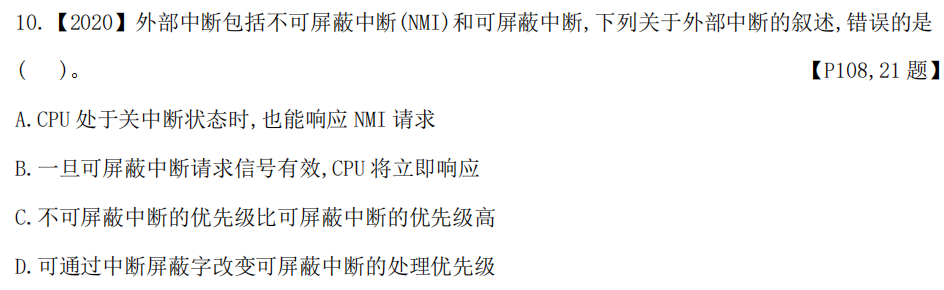 10.【2020】外部中断包括不可屏蔽中断(NMI)和可屏蔽中断,下列关于外部中断的叙述,错误的是
(   )。 【P108,21 题】
A.CPU 处于关中断状态时,也能响应 NMI 请求
B.一旦可屏蔽中断请求信号有效,CPU 将立即响应
C.不可屏蔽中断的优先级比可屏蔽中断的优先级高
D.可通过中断屏蔽字改变可屏蔽中断的处理优先级